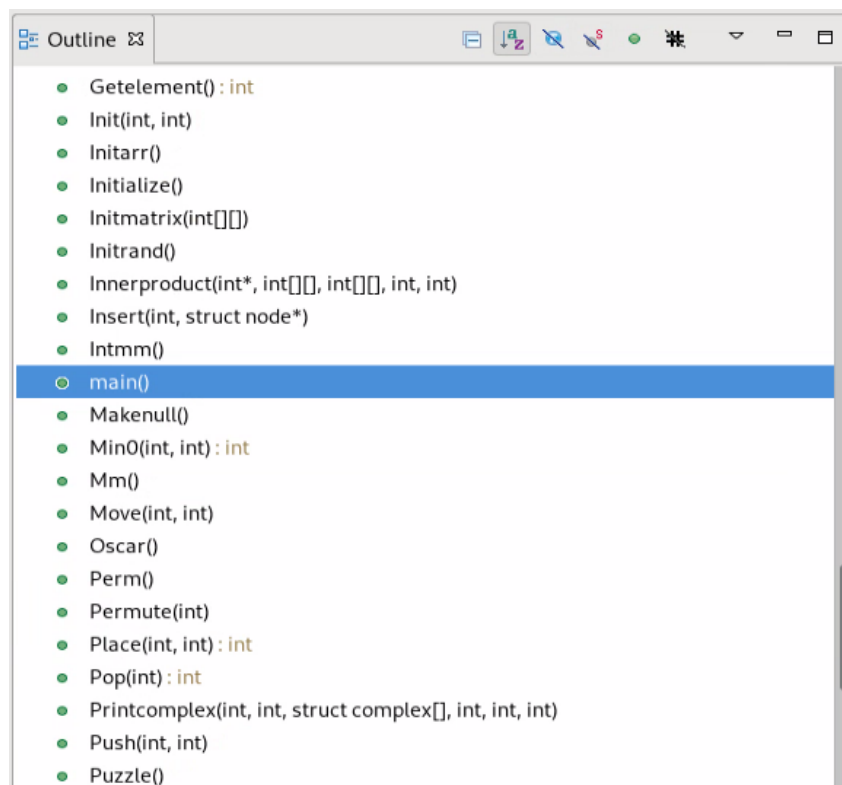 Outline
Getelement() : int
Init(int, int)
Initarr()
Initialize()
Initmatrix(int[][])
Initrand()
Innerproduct(int*, int[][], int[][], int, int)
Insert(int, struct node*)
Intmm()
main()
Makenull()
Min0(int, int) : int
Mm()
Move(int, int)
Oscar()
Perm()
Permute(int)
Place(int, int) : int
Pop(int) : int
Printcomplex(int, int, struct complex[], int, int, int)
Push(int, int)
Puzzle()